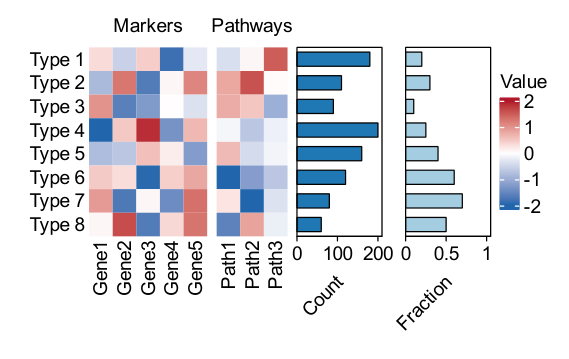 Markers Pathways
Type 1
Type 2
Type 3
Type 4
Type 5
Type 6
Type 7
Type 8
Gene1 Gene2 Gene3 Gene4 Gene5 Path1 Path2 Path3
0 100 200
Count
0 0.5 1
Fraction
Value
2
1
0
-1
-2